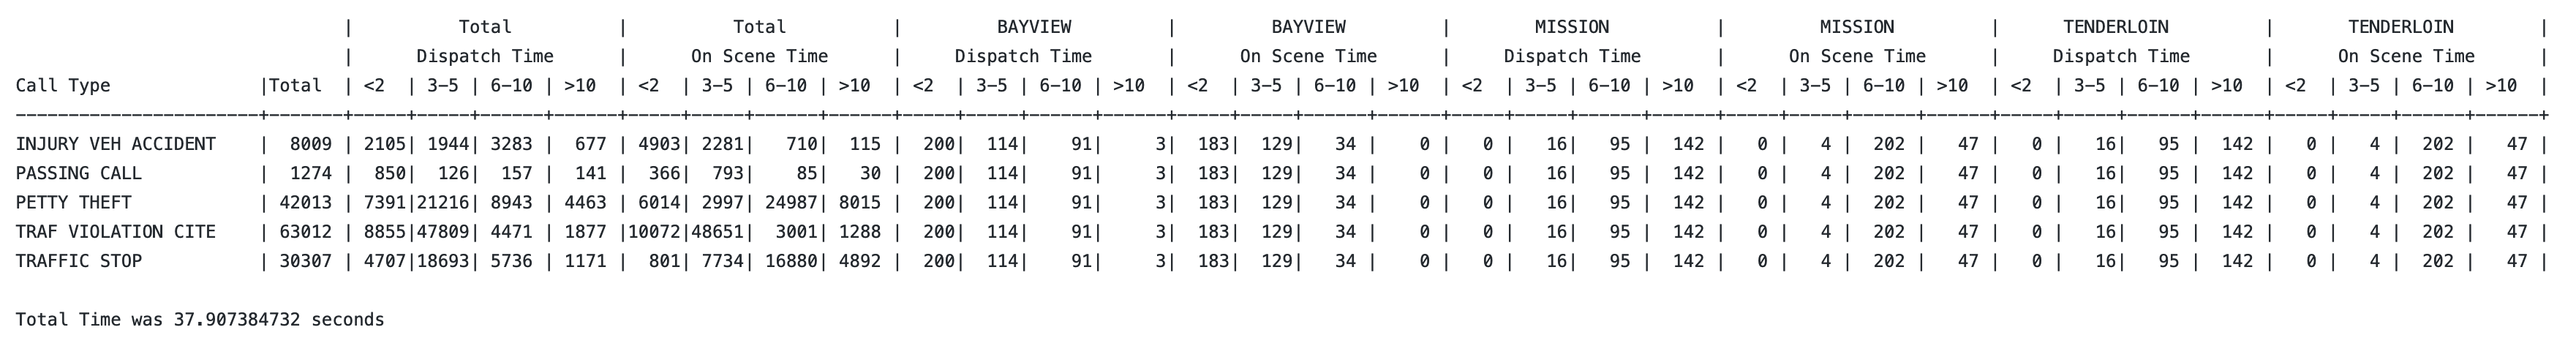 | Total | Total | BAYVIEW | BAYVIEW | MISSION | MISSION | TENDERLOIN | TENDERLOIN |
| Dispatch Time | On Scene Time | Dispatch Time | On Scene Time | Dispatch Time | On Scene Time | Dispatch Time | On Scene Time |
Call Type |Total | <2 | 3-5 | 6-10 | >10 | <2 | 3-5 | 6-10 | >10 | <2 | 3-5 | 6-10 | >10 | <2 | 3-5 | 6-10 | >10 | <2 | 3-5 | 6-10 | >10 | <2 | 3-5 | 6-10 | >10 | <2 | 3-5 | 6-10 | >10 | <2 | 3-5 | 6-10 | >10 |
-----------------------+-------+-----+-----+------+------+-----+-----+------+------+-----+-----+------+------+-----+-----+------+------+-----+-----+------+------+-----+-----+------+------+-----+-----+------+------+-----+-----+------+------+
INJURY VEH ACCIDENT | 8009 | 2105| 1944| 3283 | 677 | 4903| 2281| 710| 115 | 200| 114| 91| 3| 183| 129| 34 | 0 | 0 | 16| 95 | 142 | 0 | 4 | 202 | 47 | 0 | 16| 95 | 142 | 0 | 4 | 202 | 47 |
PASSING CALL | 1274 | 850| 126| 157 | 141 | 366| 793| 85| 30 | 200| 114| 91| 3| 183| 129| 34 | 0 | 0 | 16| 95 | 142 | 0 | 4 | 202 | 47 | 0 | 16| 95 | 142 | 0 | 4 | 202 | 47 |
PETTY THEFT | 42013 | 7391|21216| 8943 | 4463 | 6014| 2997| 24987| 8015 | 200| 114| 91| 3| 183| 129| 34 | 0 | 0 | 16| 95 | 142 | 0 | 4 | 202 | 47 | 0 | 16| 95 | 142 | 0 | 4 | 202 | 47 |
TRAF VIOLATION CITE | 63012 | 8855|47809| 4471 | 1877 |10072|48651| 3001| 1288 | 200| 114| 91| 3| 183| 129| 34 | 0 | 0 | 16| 95 | 142 | 0 | 4 | 202 | 47 | 0 | 16| 95 | 142 | 0 | 4 | 202 | 47 |
TRAFFIC STOP | 30307 | 4707|18693| 5736 | 1171 | 801| 7734| 16880| 4892 | 200| 114| 91| 3| 183| 129| 34 | 0 | 0 | 16| 95 | 142 | 0 | 4 | 202 | 47 | 0 | 16| 95 | 142 | 0 | 4 | 202 | 47 |
Total Time was 37.907384732 seconds